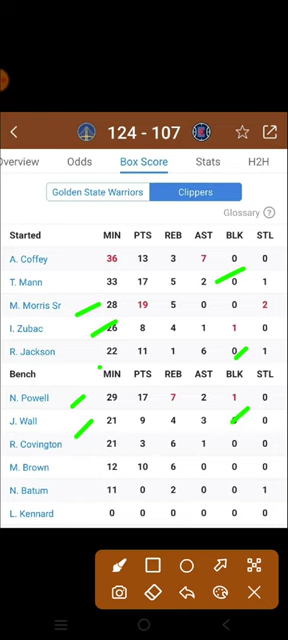 124 - 107
Overview Odds Box Score Stats H2H
Golden State Warriors Clippers
Glossary ?
Started MIN PTS REB AST BLK STL
A. Coffey 36 13 3 7 0 0
T. Mann 33 17 5 2 0 1
M. Morris Sr 28 19 5 0 0 2
I. Zubac 26 8 4 1 1 0
R. Jackson 22 11 1 6 0 1
Bench MIN PTS REB AST BLK STL
N. Powell 29 17 7 2 1 0
J. Wall 21 9 4 3 0
R. Covington 21 3 6 1 0 0
M. Brown 12 10 6 0 0 0
N. Batum 11 0 2 0 0 1
L. Kennard 0 0 0 0 0 0